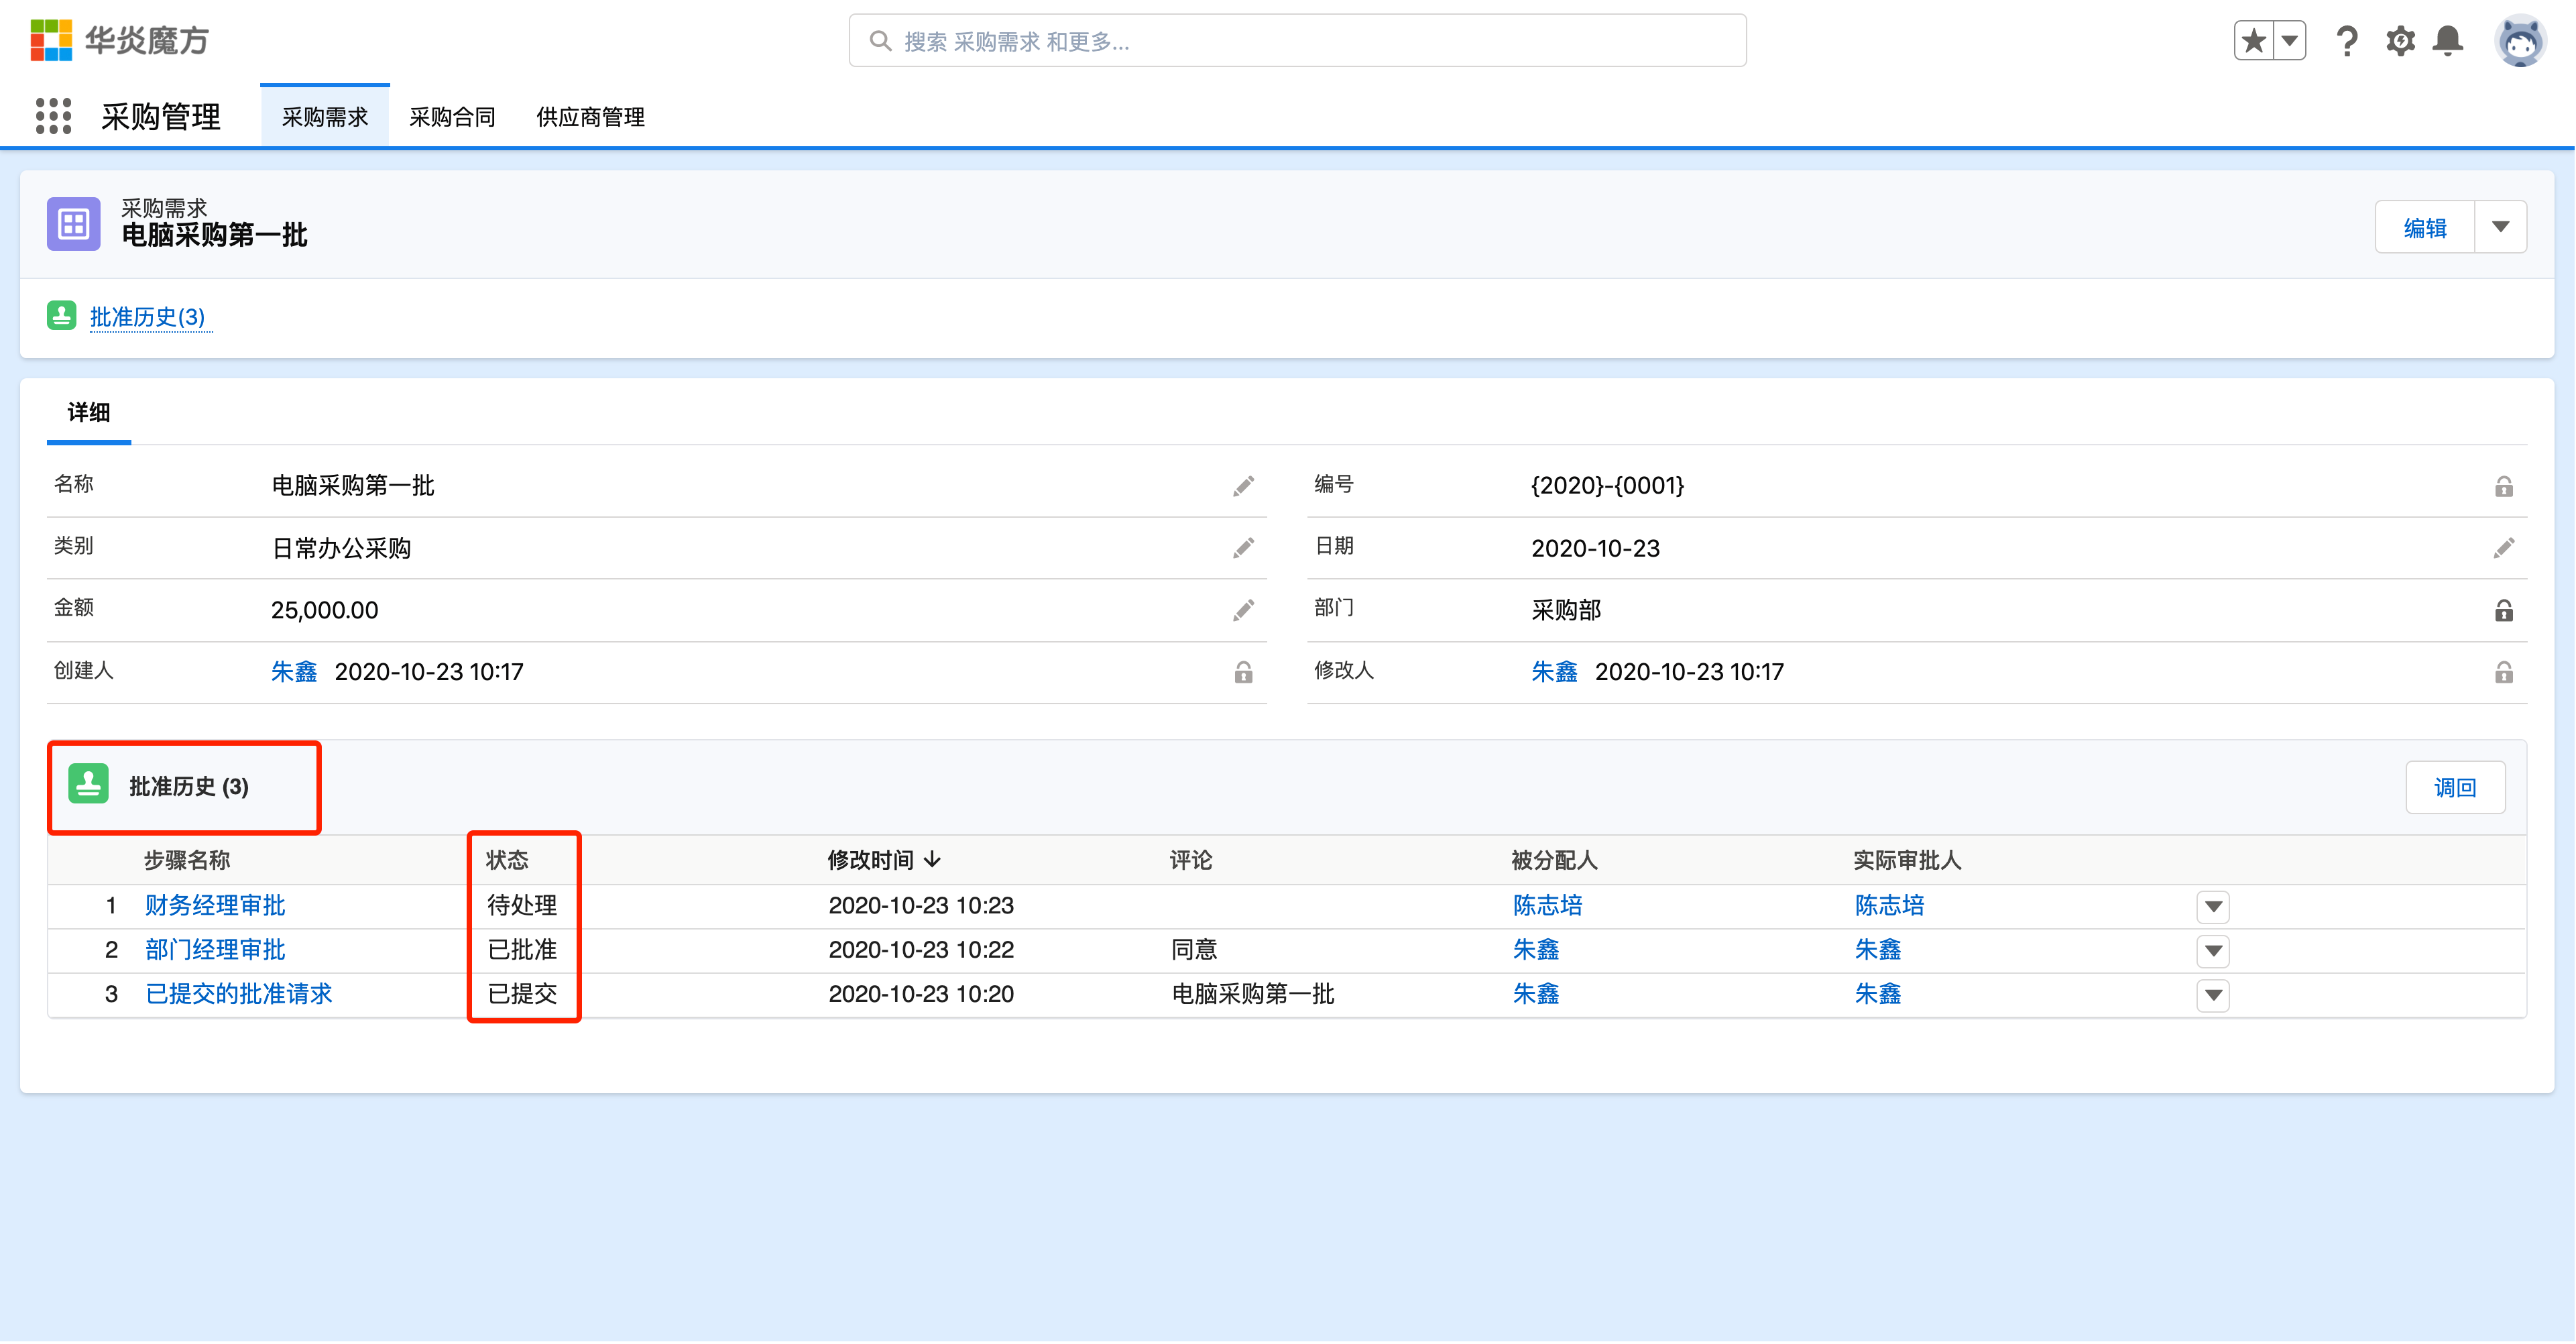 华炎魔方
搜索 采购需求 和更多...
采购管理 采购需求 采购合同 供应商管理
采购需求
电脑采购第一批
编辑
批准历史(3)
详细
名称 电脑采购第一批 编号 {2020}-{0001}
类别 日常办公采购 日期 2020-10-23
金额 25,000.00 部门 采购部
创建人 朱鑫 2020-10-23 10:17 修改人 朱鑫 2020-10-23 10:17
批准历史 (3) 调回
步骤名称 状态 修改时间 ↓ 评论 被分配人 实际审批人
1 财务经理审批 待处理 2020-10-23 10:23 陈志培 陈志培
2 部门经理审批 已批准 2020-10-23 10:22 同意 朱鑫 朱鑫
3 已提交的批准请求 已提交 2020-10-23 10:20 电脑采购第一批 朱鑫 朱鑫